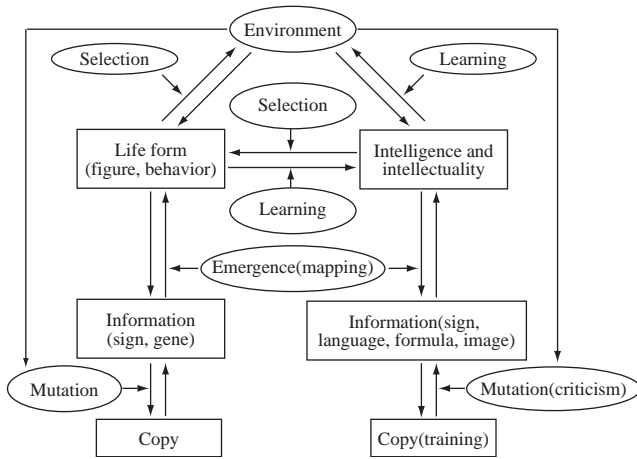 Environment
Selection
Learning
Selection
Life form
(figure, behavior)
Intelligence and
intellectuality
Learning
Emergence(mapping)
Information
(sign, gene)
Information(sign,
language, formula, image)
Mutation
Mutation(criticism)
Copy
Copy(training)